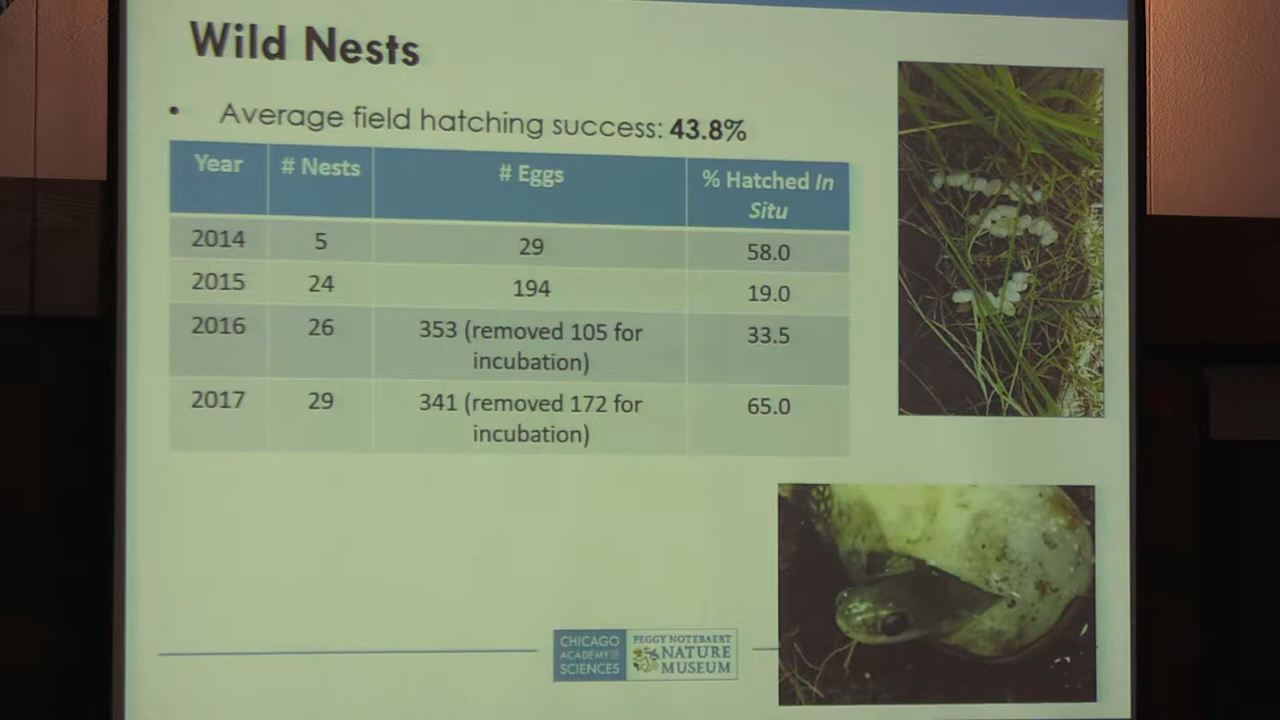 Wild Nests
• Average field hatching success: 43.8%
Year # Nests # Eggs % Hatched In Situ
2014 5 29 58.0
2015 24 194 19.0
2016 26 353 (removed 105 for incubation) 33.5
2017 29 341 (removed 172 for incubation) 65.0
CHICAGO ACADEMY OF SCIENCES
PEGGY NOTEBAERT NATURE MUSEUM